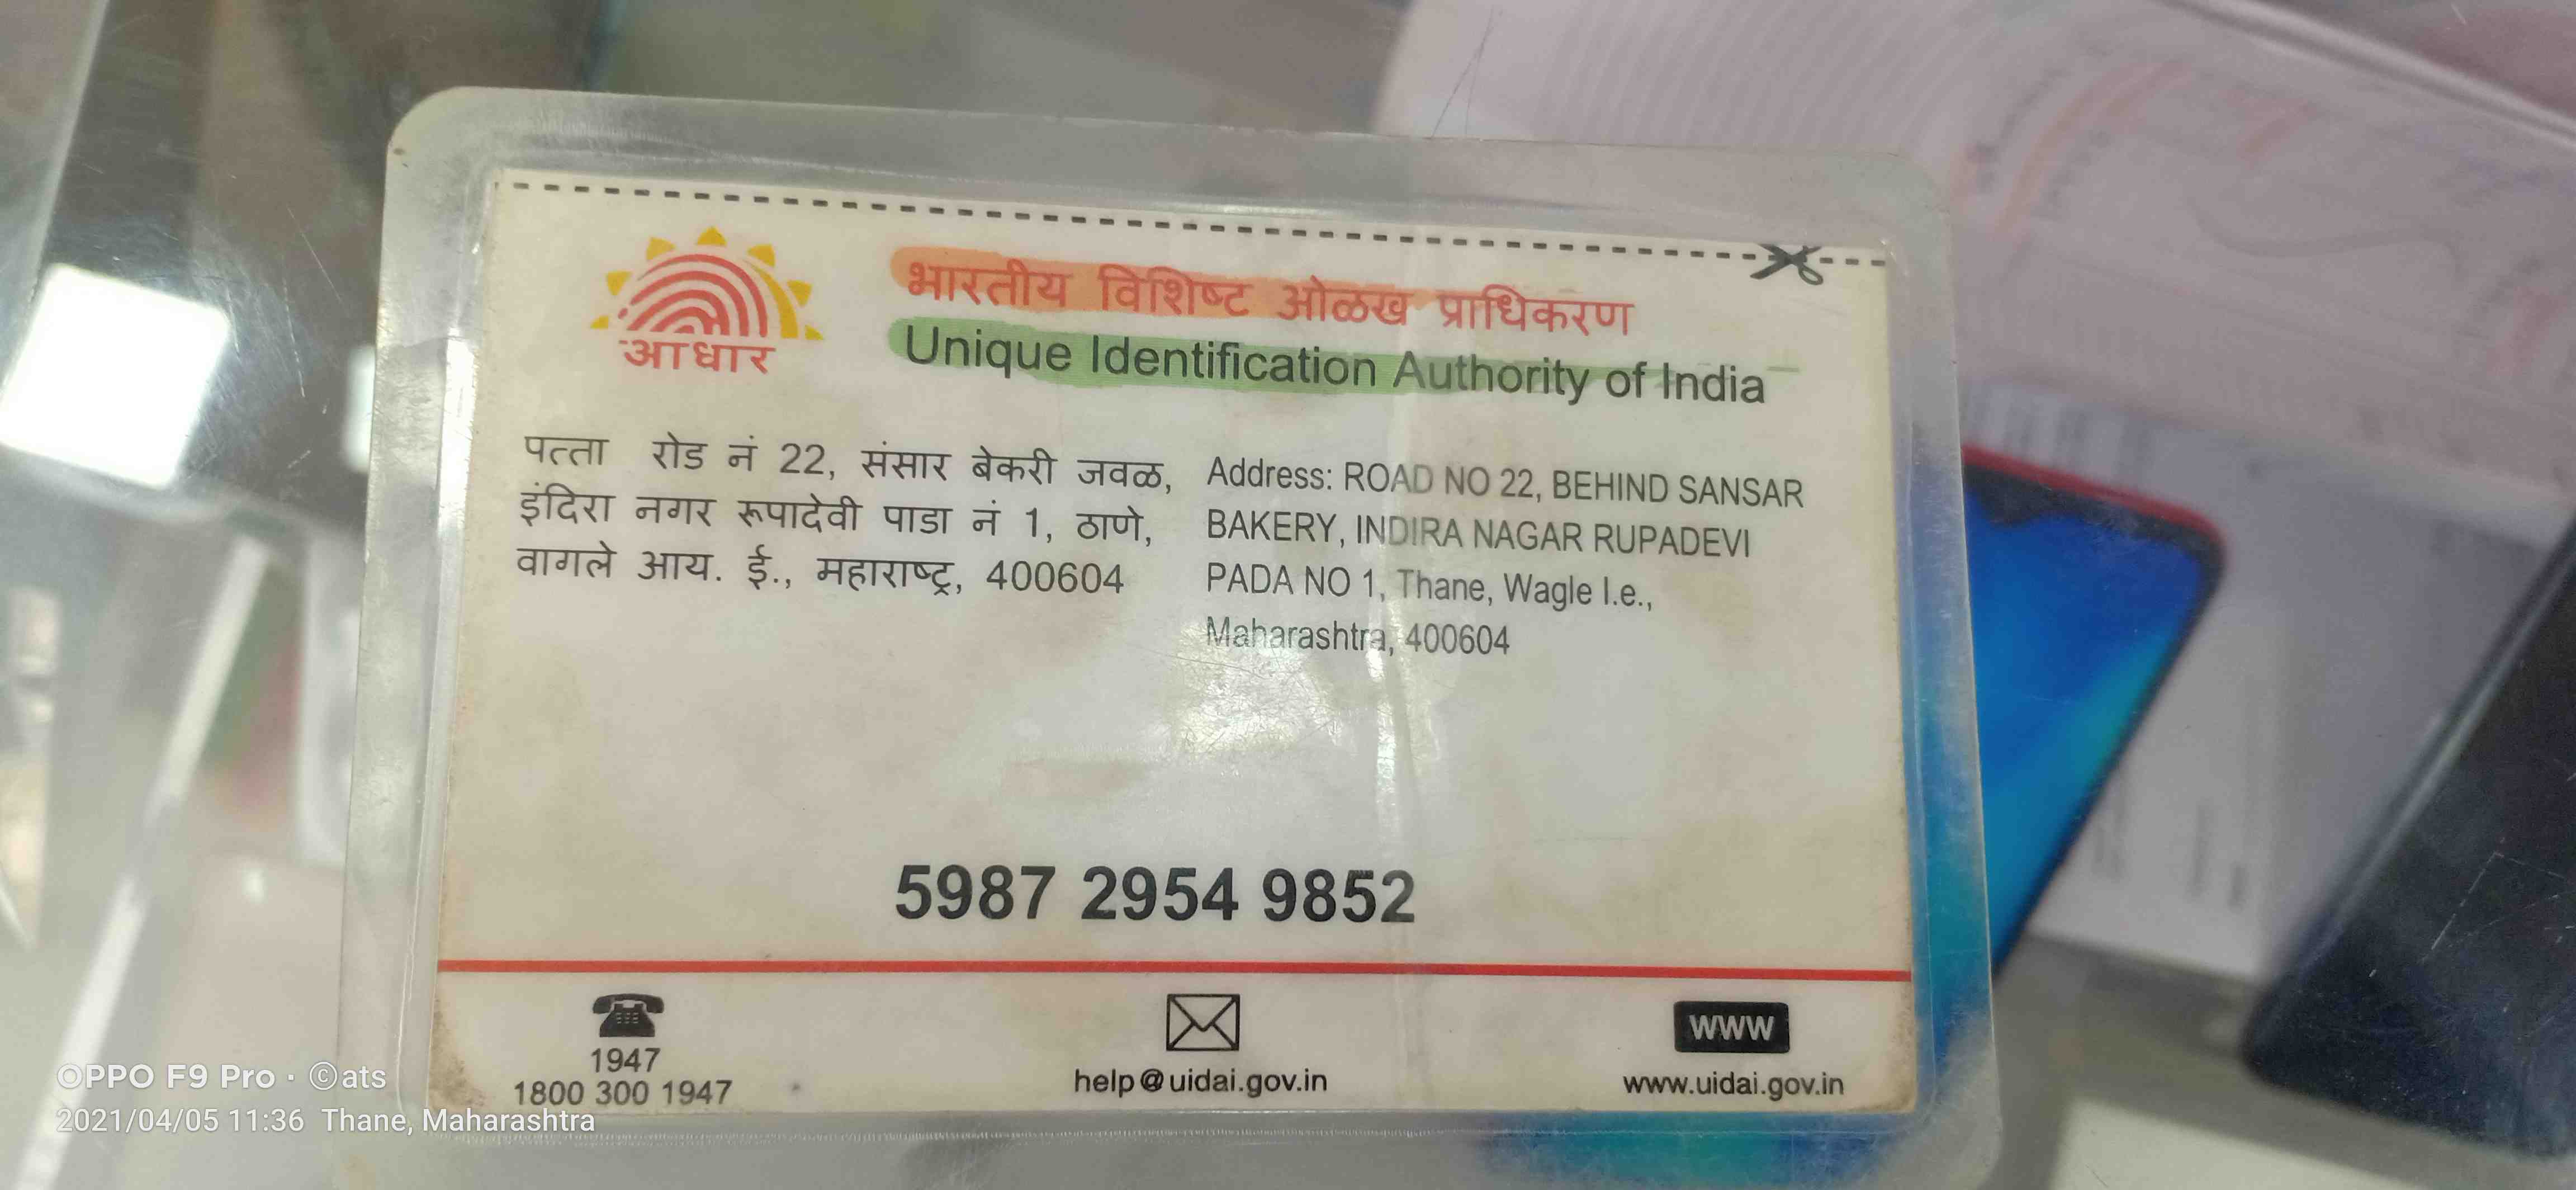 भारतीय विशिष्ट ओळख प्राधिकरण
Unique Identification Authority of India
आधार
पत्ता रोड नं 22, संसार बेकरी जवळ,
इंदिरा नगर रूपादेवी पाडा नं 1, ठाणे,
वागले आय. ई., महाराष्ट्र, 400604
Address: ROAD NO 22, BEHIND SANSAR
BAKERY, INDIRA NAGAR RUPADEVI
PADA NO 1, Thane, Wagle I.e.,
Maharashtra, 400604
5987 2954 9852
1947
1800 300 1947
help@uidai.gov.in
www
www.uidai.gov.in
OPPO F9 Pro · ©ats
2021/04/05 11:36 Thane, Maharashtra